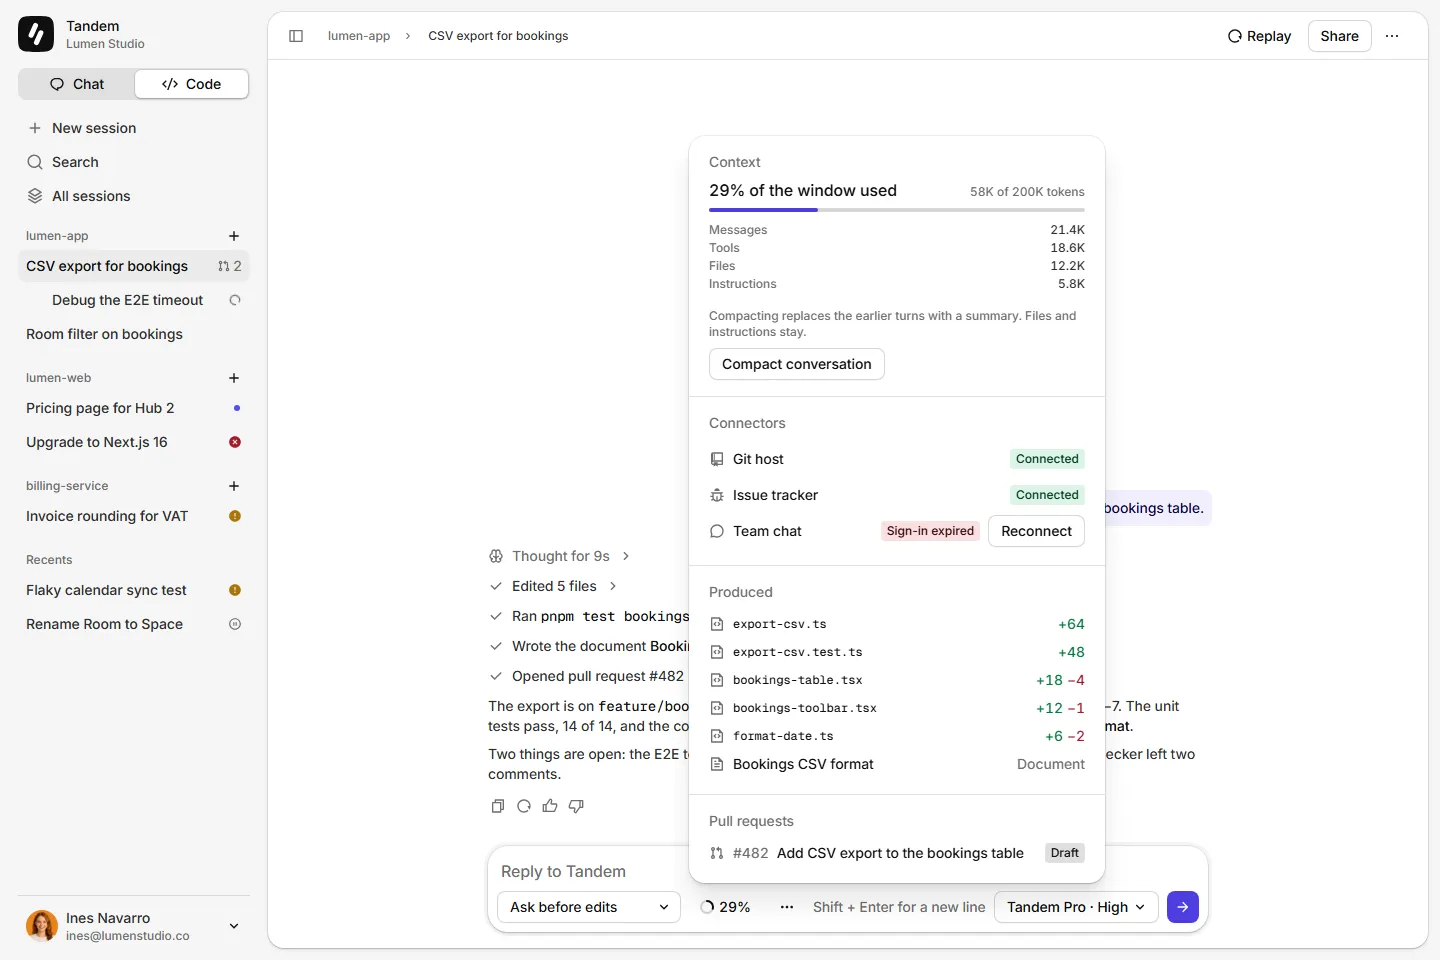 Tandem
Lumen Studio
Chat
Code
New session
Search
All sessions
lumen-app
CSV export for bookings
2
Debug the E2E timeout
Room filter on bookings
lumen-web
Pricing page for Hub 2
Upgrade to Next.js 16
billing-service
Invoice rounding for VAT
Recents
Flaky calendar sync test
Rename Room to Space
Ines Navarro
ines@lumenstudio.co
lumen-app
CSV export for bookings
Replay
Share
bookings table.
Thought for 9s
Edited 5 files
Ran pnpm test bookings
Wrote the document
Opened pull request #482
The export is on
–7. The unit
tests pass, 14 of 14, and the
Two things are open: the E2E
left two
comments.
Context
29% of the window used
58K of 200K tokens
Messages 21.4K
Tools 18.6K
Files 12.2K
Instructions 5.8K
Compacting replaces the earlier turns with a summary. Files and
instructions stay.
Compact conversation
Connectors
Git host Connected
Issue tracker Connected
Team chat Sign-in expired Reconnect
Produced
export-csv.ts +64
export-csv.test.ts +48
bookings-table.tsx +18 −4
bookings-toolbar.tsx +12 −1
format-date.ts +6 −2
Bookings CSV format Document
Pull requests
#482 Add CSV export to the bookings table Draft
Reply to Tandem
Ask before edits
29%
Shift + Enter for a new line
Tandem Pro · High